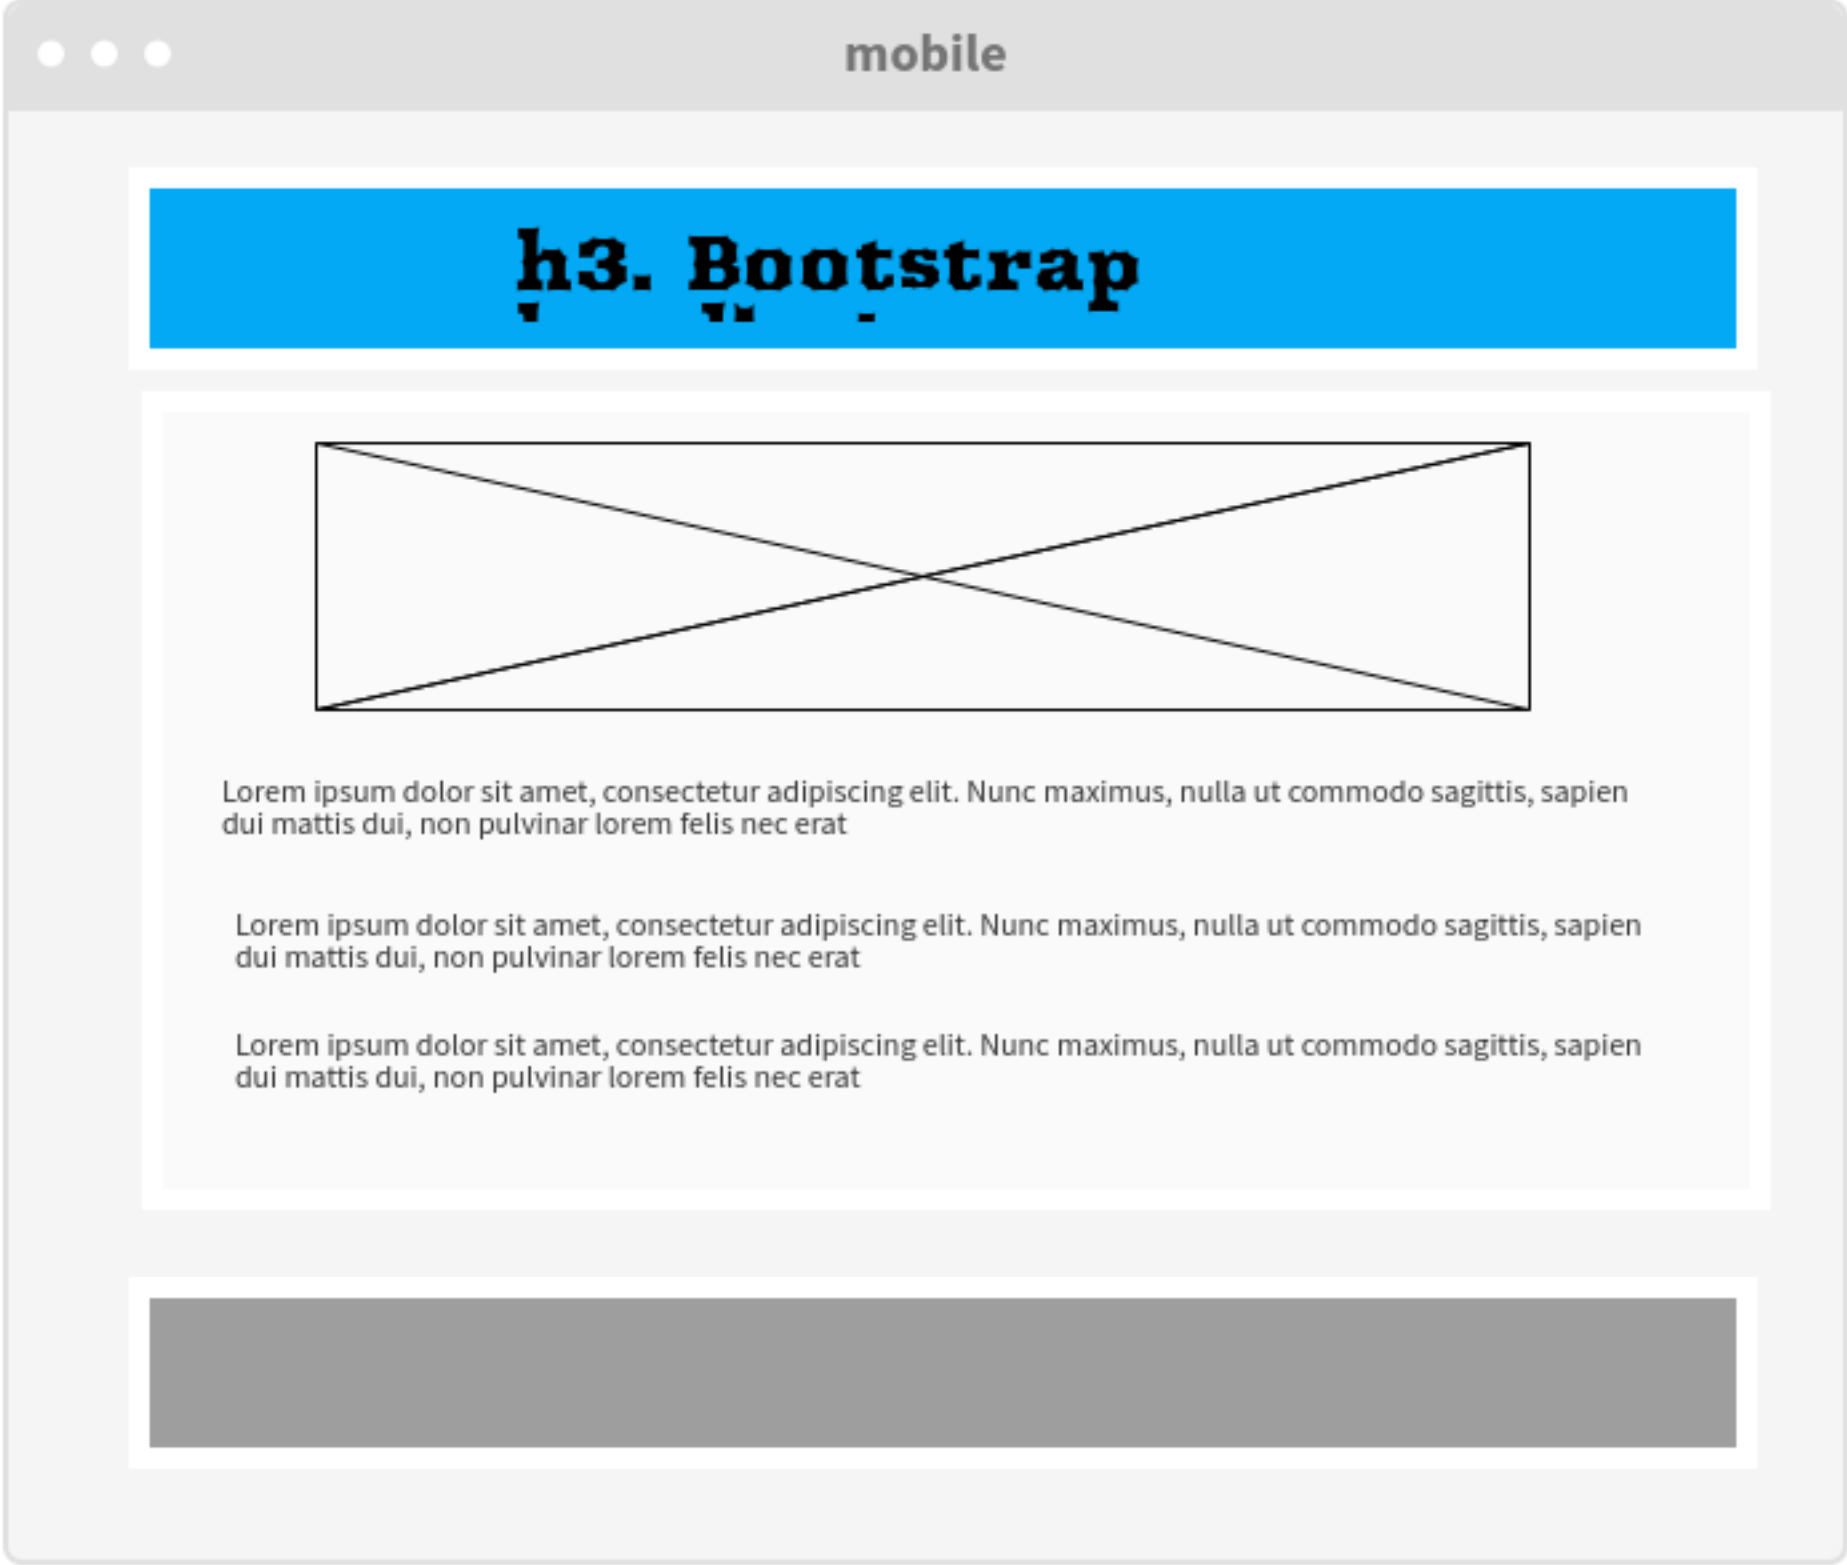 mobile
h3. Bootstrap
Lorem ipsum dolor sit amet, consectetur adipiscing elit. Nunc maximus, nulla ut commodo sagittis, sapien
dui mattis dui, non pulvinar lorem felis nec erat
Lorem ipsum dolor sit amet, consectetur adipiscing elit. Nunc maximus, nulla ut commodo sagittis, sapien
dui mattis dui, non pulvinar lorem felis nec erat
Lorem ipsum dolor sit amet, consectetur adipiscing elit. Nunc maximus, nulla ut commodo sagittis, sapien
dui mattis dui, non pulvinar lorem felis nec erat